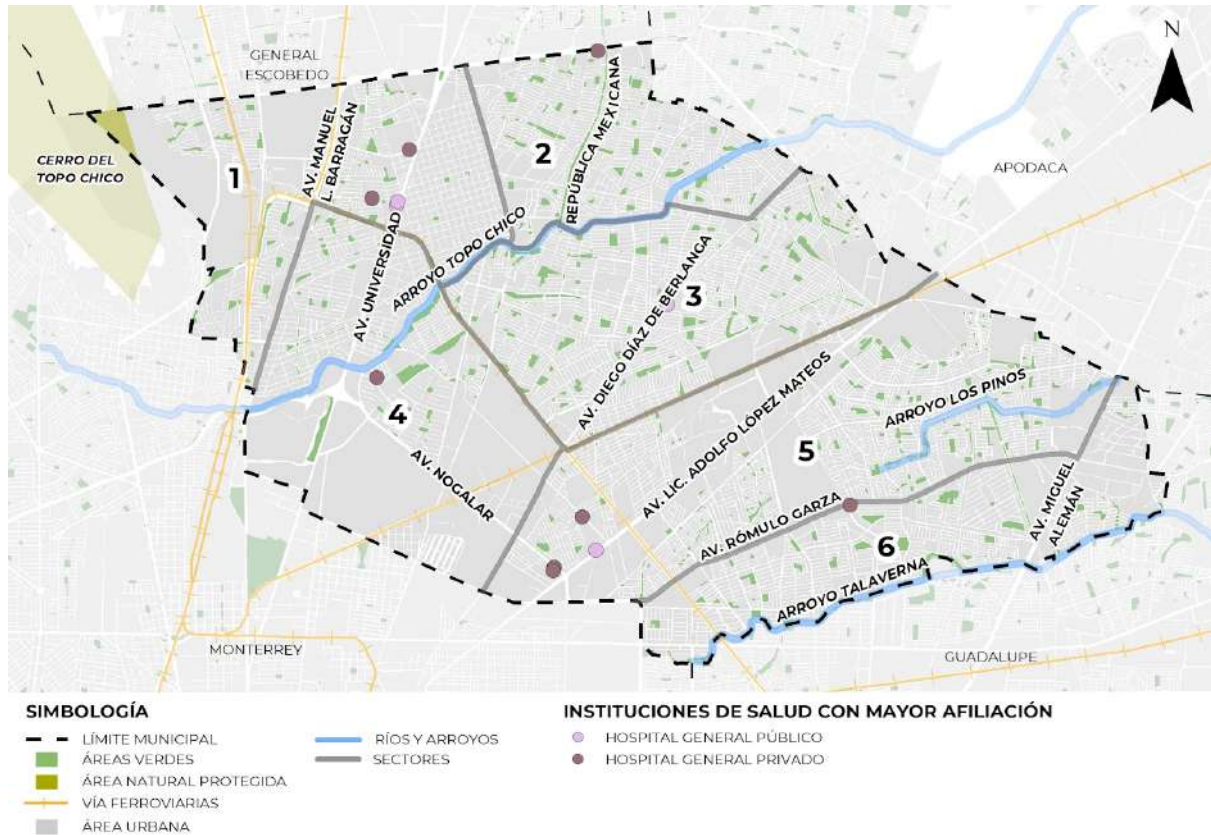 N
GENERAL
ESCOBEDO
CERRO DEL
TOPO CHICO
1
AV. MANUEL
L. BARRAGÁN
2
REPÚBLICA MEXICANA
APODACA
AV. UNIVERSIDAD
ARROYO TOPO CHICO
3
AV. DIEGO DÍAZ DE BERLANGA
4
AV. NOGALAR
AV. LIC. ADOLFO LÓPEZ MATEOS
5
ARROYO LOS PINOS
AV. RÓMULO GARZA
AV. MIGUEL
ALEMÁN
6
ARROYO TALAVERNA
MONTERREY
GUADALUPE
SIMBOLOGÍA
LÍMITE MUNICIPAL
ÁREAS VERDES
ÁREA NATURAL PROTEGIDA
VÍA FERROVIARIAS
ÁREA URBANA
RÍOS Y ARROYOS
SECTORES
INSTITUCIONES DE SALUD CON MAYOR AFILIACIÓN
HOSPITAL GENERAL PÚBLICO
HOSPITAL GENERAL PRIVADO